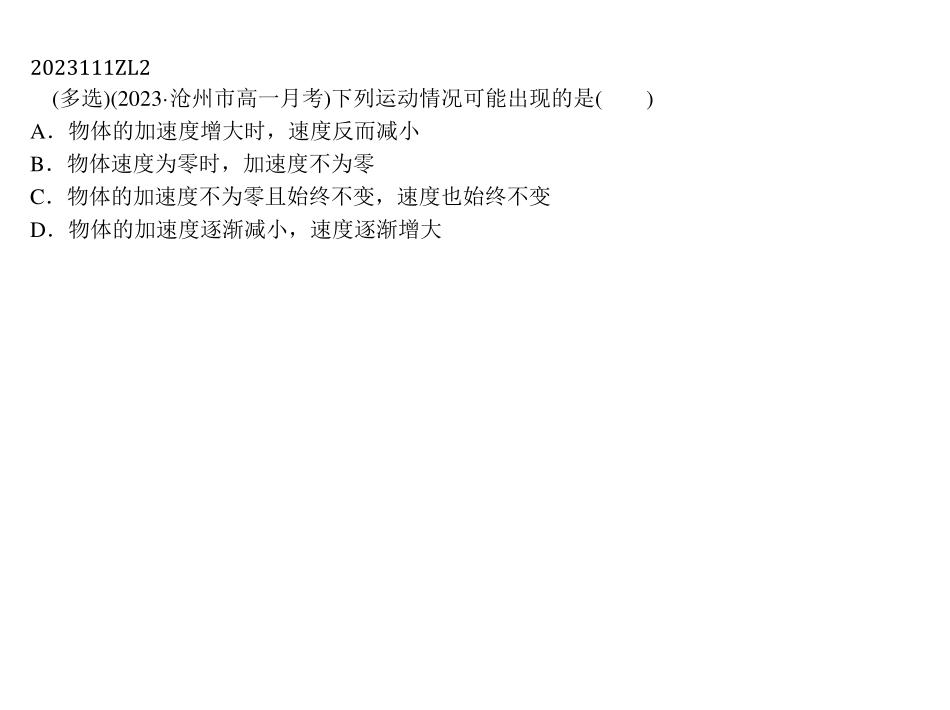 2023111ZL2
(多选)(2023·沧州市高一月考)下列运动情况可能出现的是(　　)
A．物体的加速度增大时，速度反而减小
B．物体速度为零时，加速度不为零
C．物体的加速度不为零且始终不变，速度也始终不变
D．物体的加速度逐渐减小，速度逐渐增大